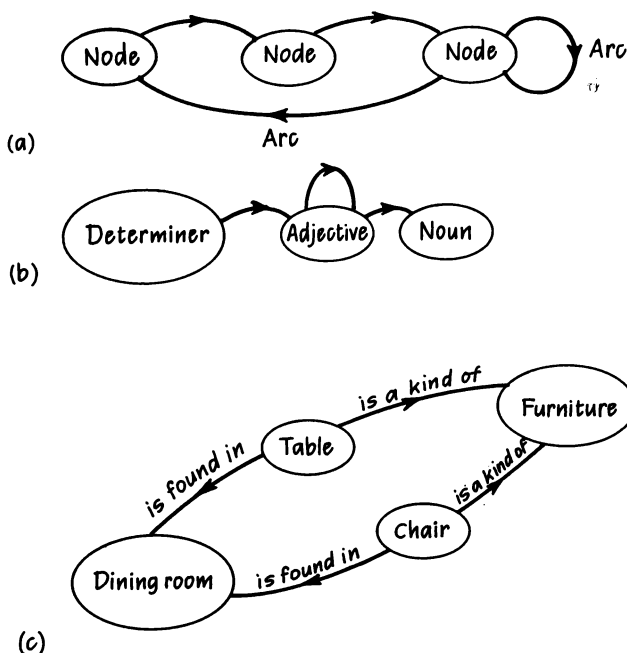 Node
Node
Node
Arc
Arc
(a)
Determiner
Adjective
Noun
(b)
is a kind of
Furniture
Table
is found in
is a kind of
Chair
Dining room
is found in
(c)